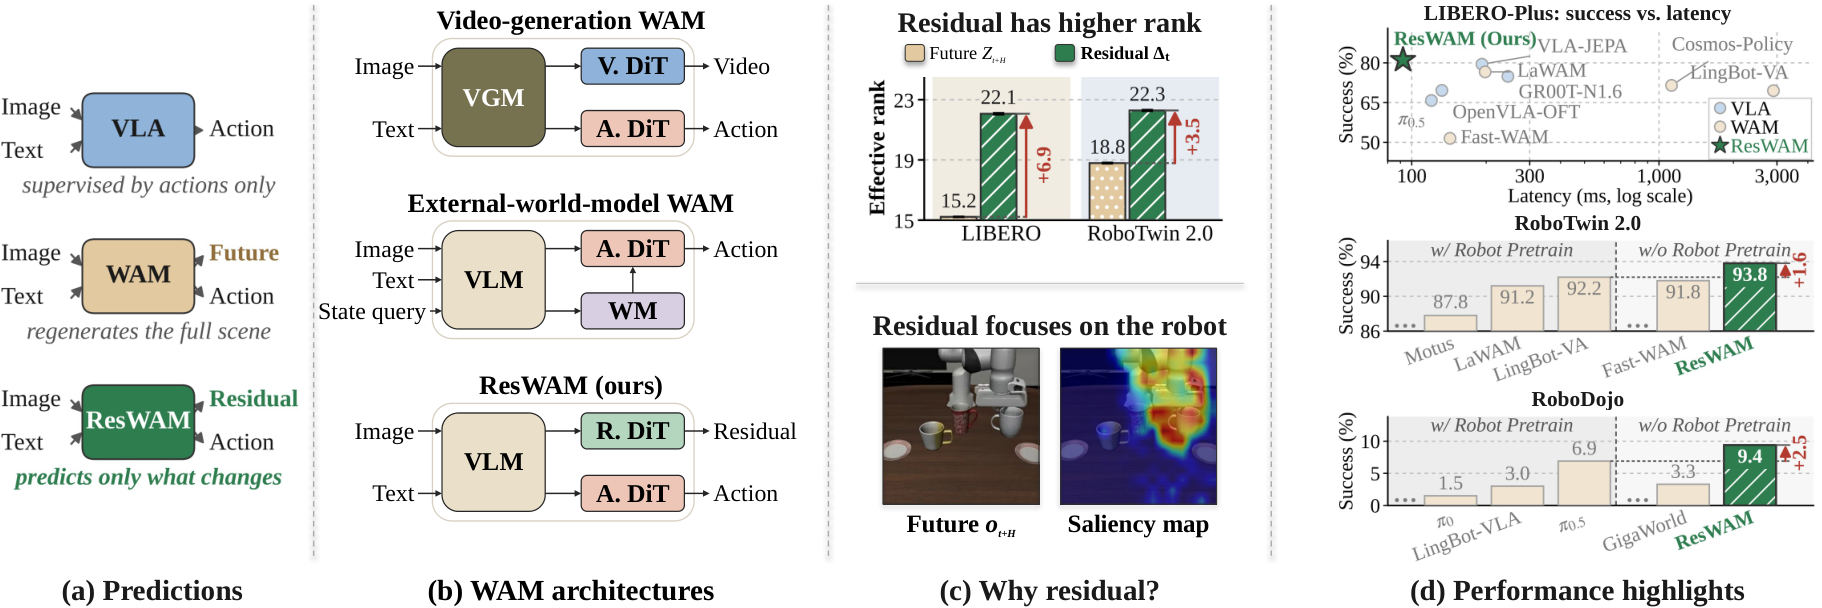 Image
Text
VLA
Action
supervised by actions only
Image
Text
WAM
Future
Action
regenerates the full scene
Image
Text
ResWAM
Residual
Action
predicts only what changes
(a) Predictions
Video-generation WAM
Image
Text
VGM
V. DiT
A. DiT
Video
Action
External-world-model WAM
Image
Text
State query
VLM
A. DiT
WM
Action
ResWAM (ours)
Image
Text
VLM
R. DiT
A. DiT
Residual
Action
(b) WAM architectures
Residual has higher rank
Future Z_{t+H}
Residual Δ_t
Effective rank
23
19
15
15.2
22.1
+6.9
18.8
22.3
+3.5
LIBERO
RoboTwin 2.0
Residual focuses on the robot
Future o_{t+H}
Saliency map
(c) Why residual?
LIBERO-Plus: success vs. latency
Success (%)
80
65
50
ResWAM (Ours)
VLA-JEPA
Cosmos-Policy
LaWAM
LingBot-VA
GR00T-N1.6
π_{0.5}
OpenVLA-OFT
Fast-WAM
VLA
WAM
ResWAM
100
300
1,000
3,000
Latency (ms, log scale)
RoboTwin 2.0
Success (%)
94
90
86
w/ Robot Pretrain
w/o Robot Pretrain
...
87.8
91.2
92.2
...
91.8
93.8
+1.6
Motus
LaWAM
LingBot-VA
Fast-WAM
ResWAM
RoboDojo
Success (%)
10
5
0
w/ Robot Pretrain
w/o Robot Pretrain
...
1.5
3.0
6.9
...
3.3
9.4
+2.5
π_0
LingBot-VLA
π_{0.5}
GigaWorld
ResWAM
(d) Performance highlights